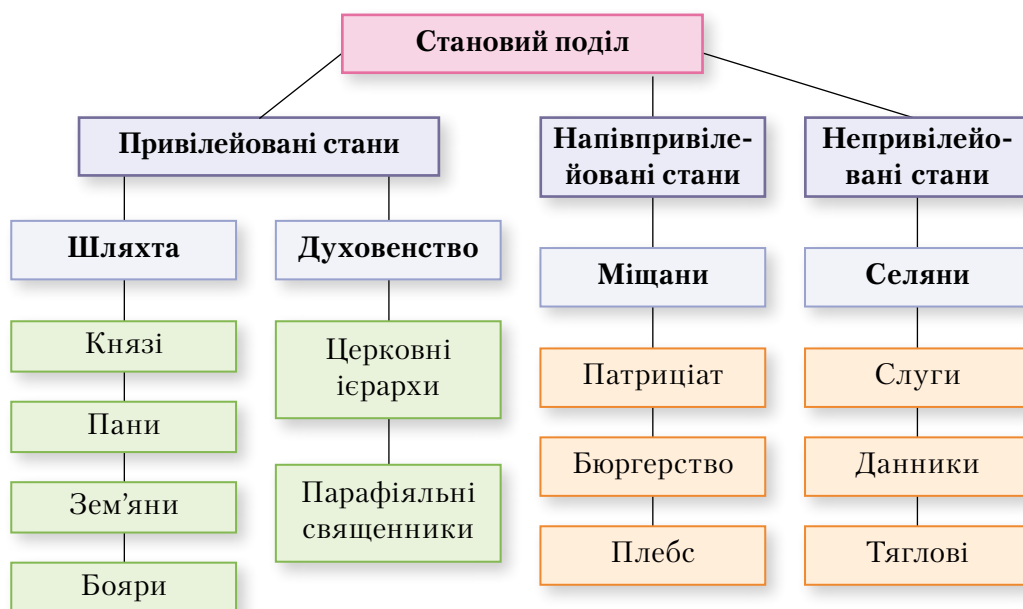 Становий поділ
Привілейовані стани
Шляхта
Князі
Пани
Зем’яни
Бояри
Духовенство
Церковні
ієрархи
Парафіяльні
священники
Напівпривіле-
йовані стани
Міщани
Патриціат
Бюргерство
Плебс
Непривілейо-
вані стани
Селяни
Слуги
Данники
Тяглові